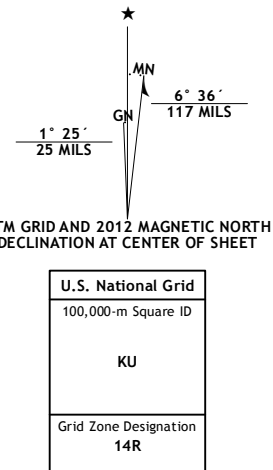 ★
MN
GN
6° 36´
117 MILS
1° 25´
25 MILS
TM GRID AND 2012 MAGNETIC NORTH
DECLINATION AT CENTER OF SHEET
U.S. National Grid
100,000-m Square ID
KU
Grid Zone Designation
14R